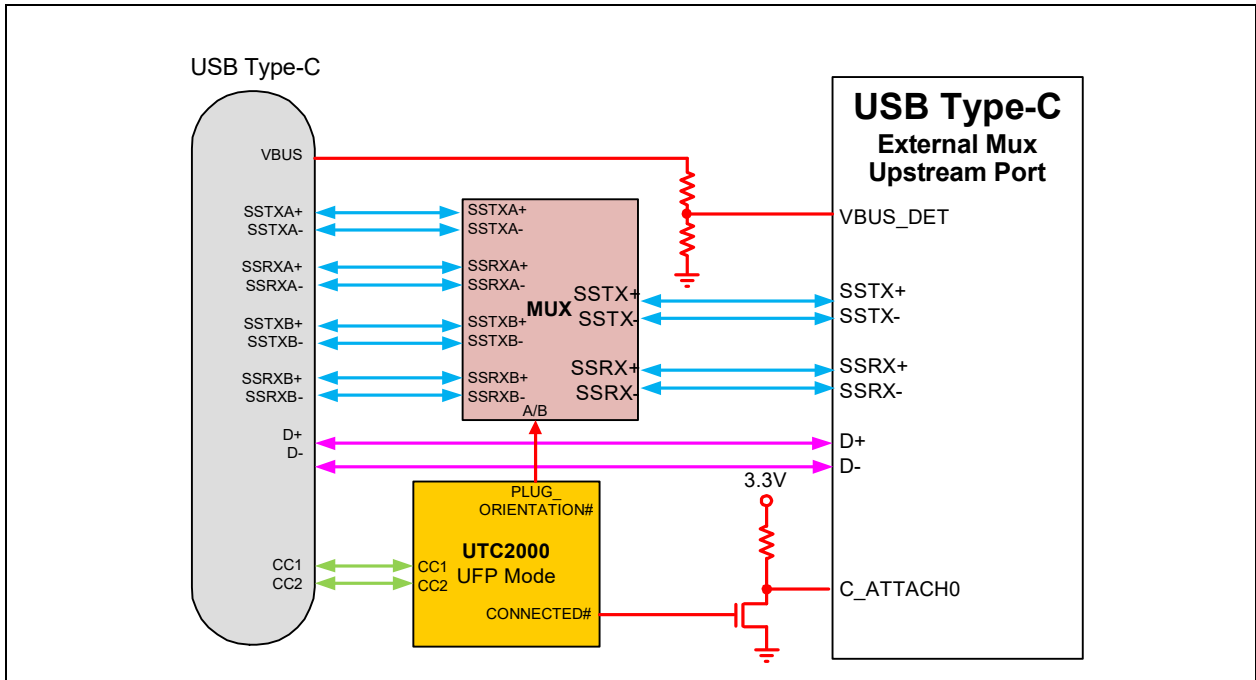 USB Type-C
VBUS
SSTXA+
SSTXA-
SSRXA+
SSRXA-
SSTXB+
SSTXB-
SSRXB+
SSRXB-
D+
D-
CC1
CC2
SSTXA+
SSTXA-
SSRXA+
SSRXA-
SSTXB+
SSTXB-
SSRXB+
SSRXB-
MUX
SSTX+
SSTX-
SSRX+
SSRX-
A/B
PLUG_
ORIENTATION#
UTC2000
UFP Mode
CC1
CC2
CONNECTED#
3.3V
USB Type-C
External Mux
Upstream Port
VBUS_DET
SSTX+
SSTX-
SSRX+
SSRX-
D+
D-
C_ATTACH0